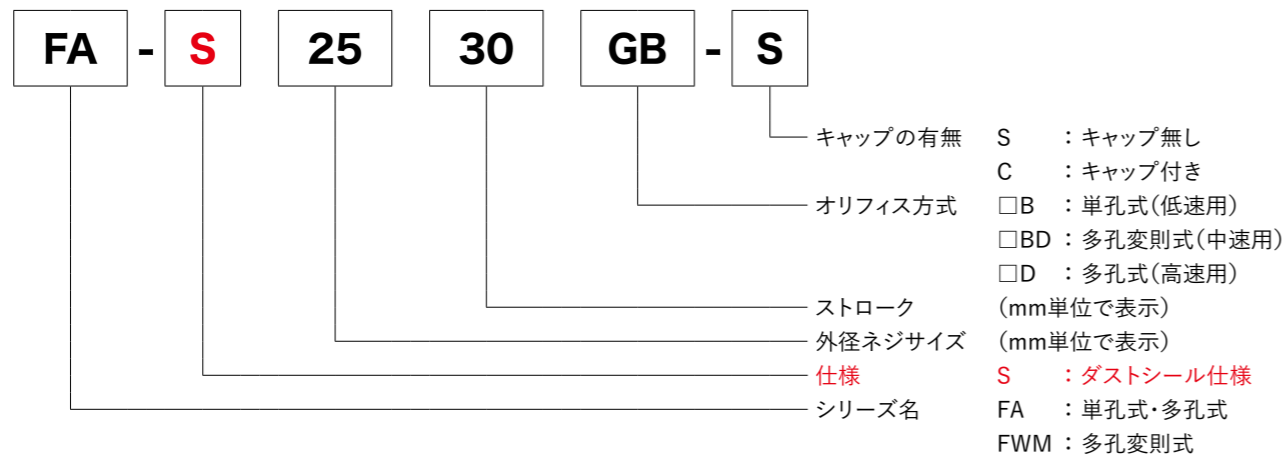 FA - S 25 30 GB - S
キャップの有無 S ：キャップ無し
C ：キャップ付き
オリフィス方式 □B ：単孔式（低速用）
□BD ：多孔変則式（中速用）
□D ：多孔式（高速用）
ストローク （mm単位で表示）
外径ネジサイズ （mm単位で表示）
仕様 S ：ダストシール仕様
シリーズ名 FA ：単孔式・多孔式
FWM ：多孔変則式